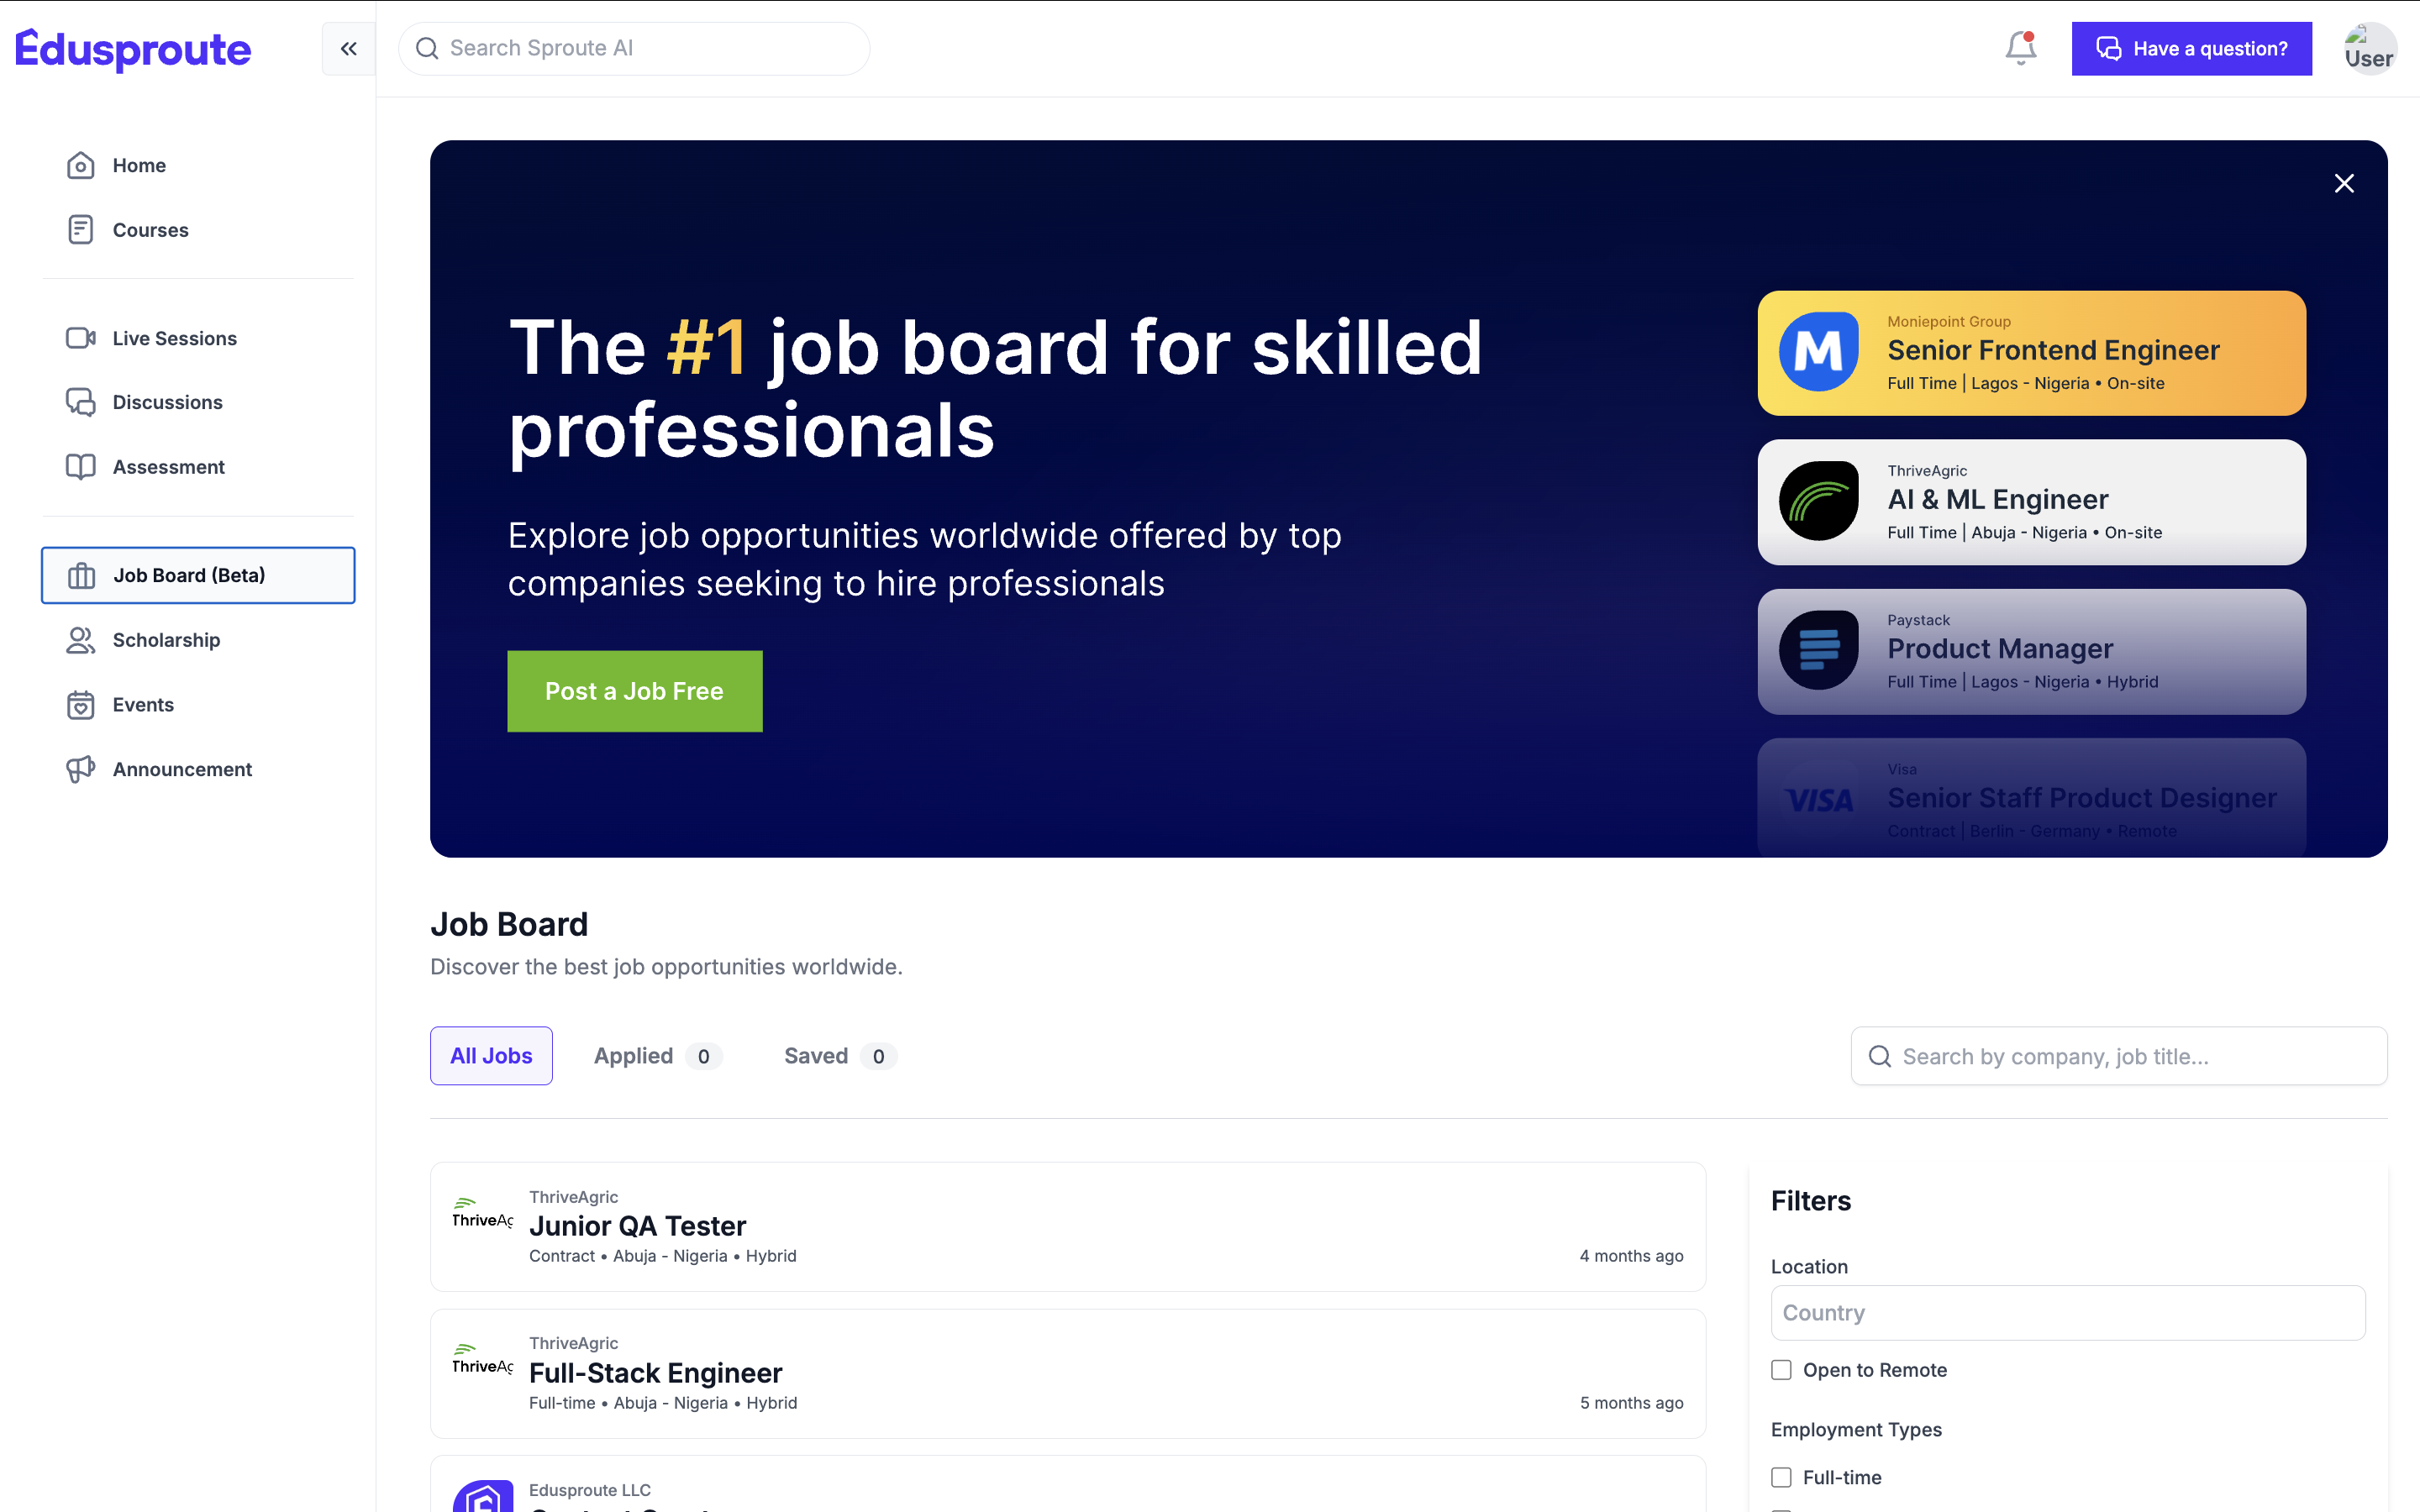 Edusproute
Search Sproute AI
Have a question?
User
Home
Courses
Live Sessions
Discussions
Assessment
Job Board (Beta)
Scholarship
Events
Announcement
The #1 job board for skilled
professionals
Explore job opportunities worldwide offered by top
companies seeking to hire professionals
Post a Job Free
Moniepoint Group
Senior Frontend Engineer
Full Time | Lagos - Nigeria • On-site
ThriveAgric
AI & ML Engineer
Full Time | Abuja - Nigeria • On-site
Paystack
Product Manager
Full Time | Lagos - Nigeria • Hybrid
VISA
Visa
Senior Staff Product Designer
Contract | Berlin - Germany • Remote
Job Board
Discover the best job opportunities worldwide.
All Jobs
Applied 0
Saved 0
Search by company, job title...
ThriveAg
ThriveAgric
Junior QA Tester
Contract • Abuja - Nigeria • Hybrid
4 months ago
ThriveAg
ThriveAgric
Full-Stack Engineer
Full-time • Abuja - Nigeria • Hybrid
5 months ago
Edusproute LLC
Filters
Location
Country
Open to Remote
Employment Types
Full-time